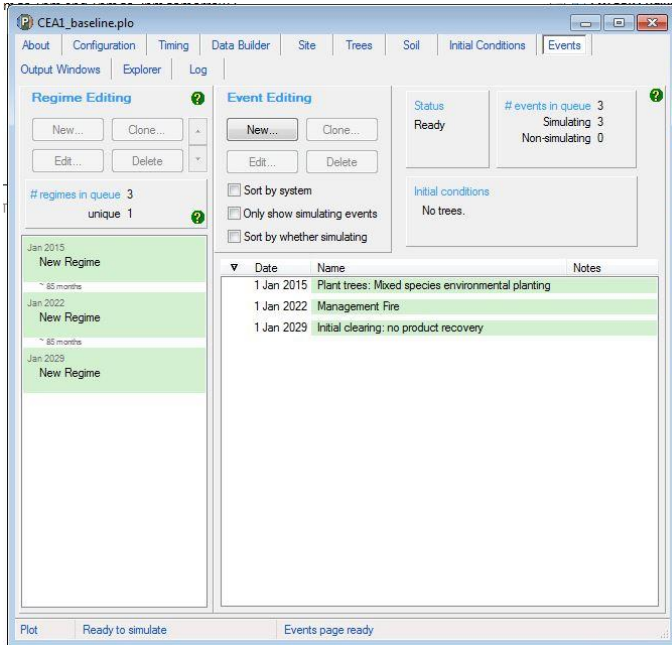 CEA1_baseline.plo
About Configuration Timing Data Builder Site Trees Soil Initial Conditions Events
Output Windows Explorer Log
Regime Editing
New... Clone...
Edit... Delete
# regimes in queue 3
unique 1
Jan 2015
New Regime
~ 85 months
Jan 2022
New Regime
~ 85 months
Jan 2029
New Regime
Event Editing
New... Clone...
Edit... Delete
Sort by system
Only show simulating events
Sort by whether simulating
Status
Ready
# events in queue 3
Simulating 3
Non-simulating 0
Initial conditions
No trees.
Date Name Notes
1 Jan 2015 Plant trees: Mixed species environmental planting
1 Jan 2022 Management Fire
1 Jan 2029 Initial clearing: no product recovery
Plot Ready to simulate Events page ready